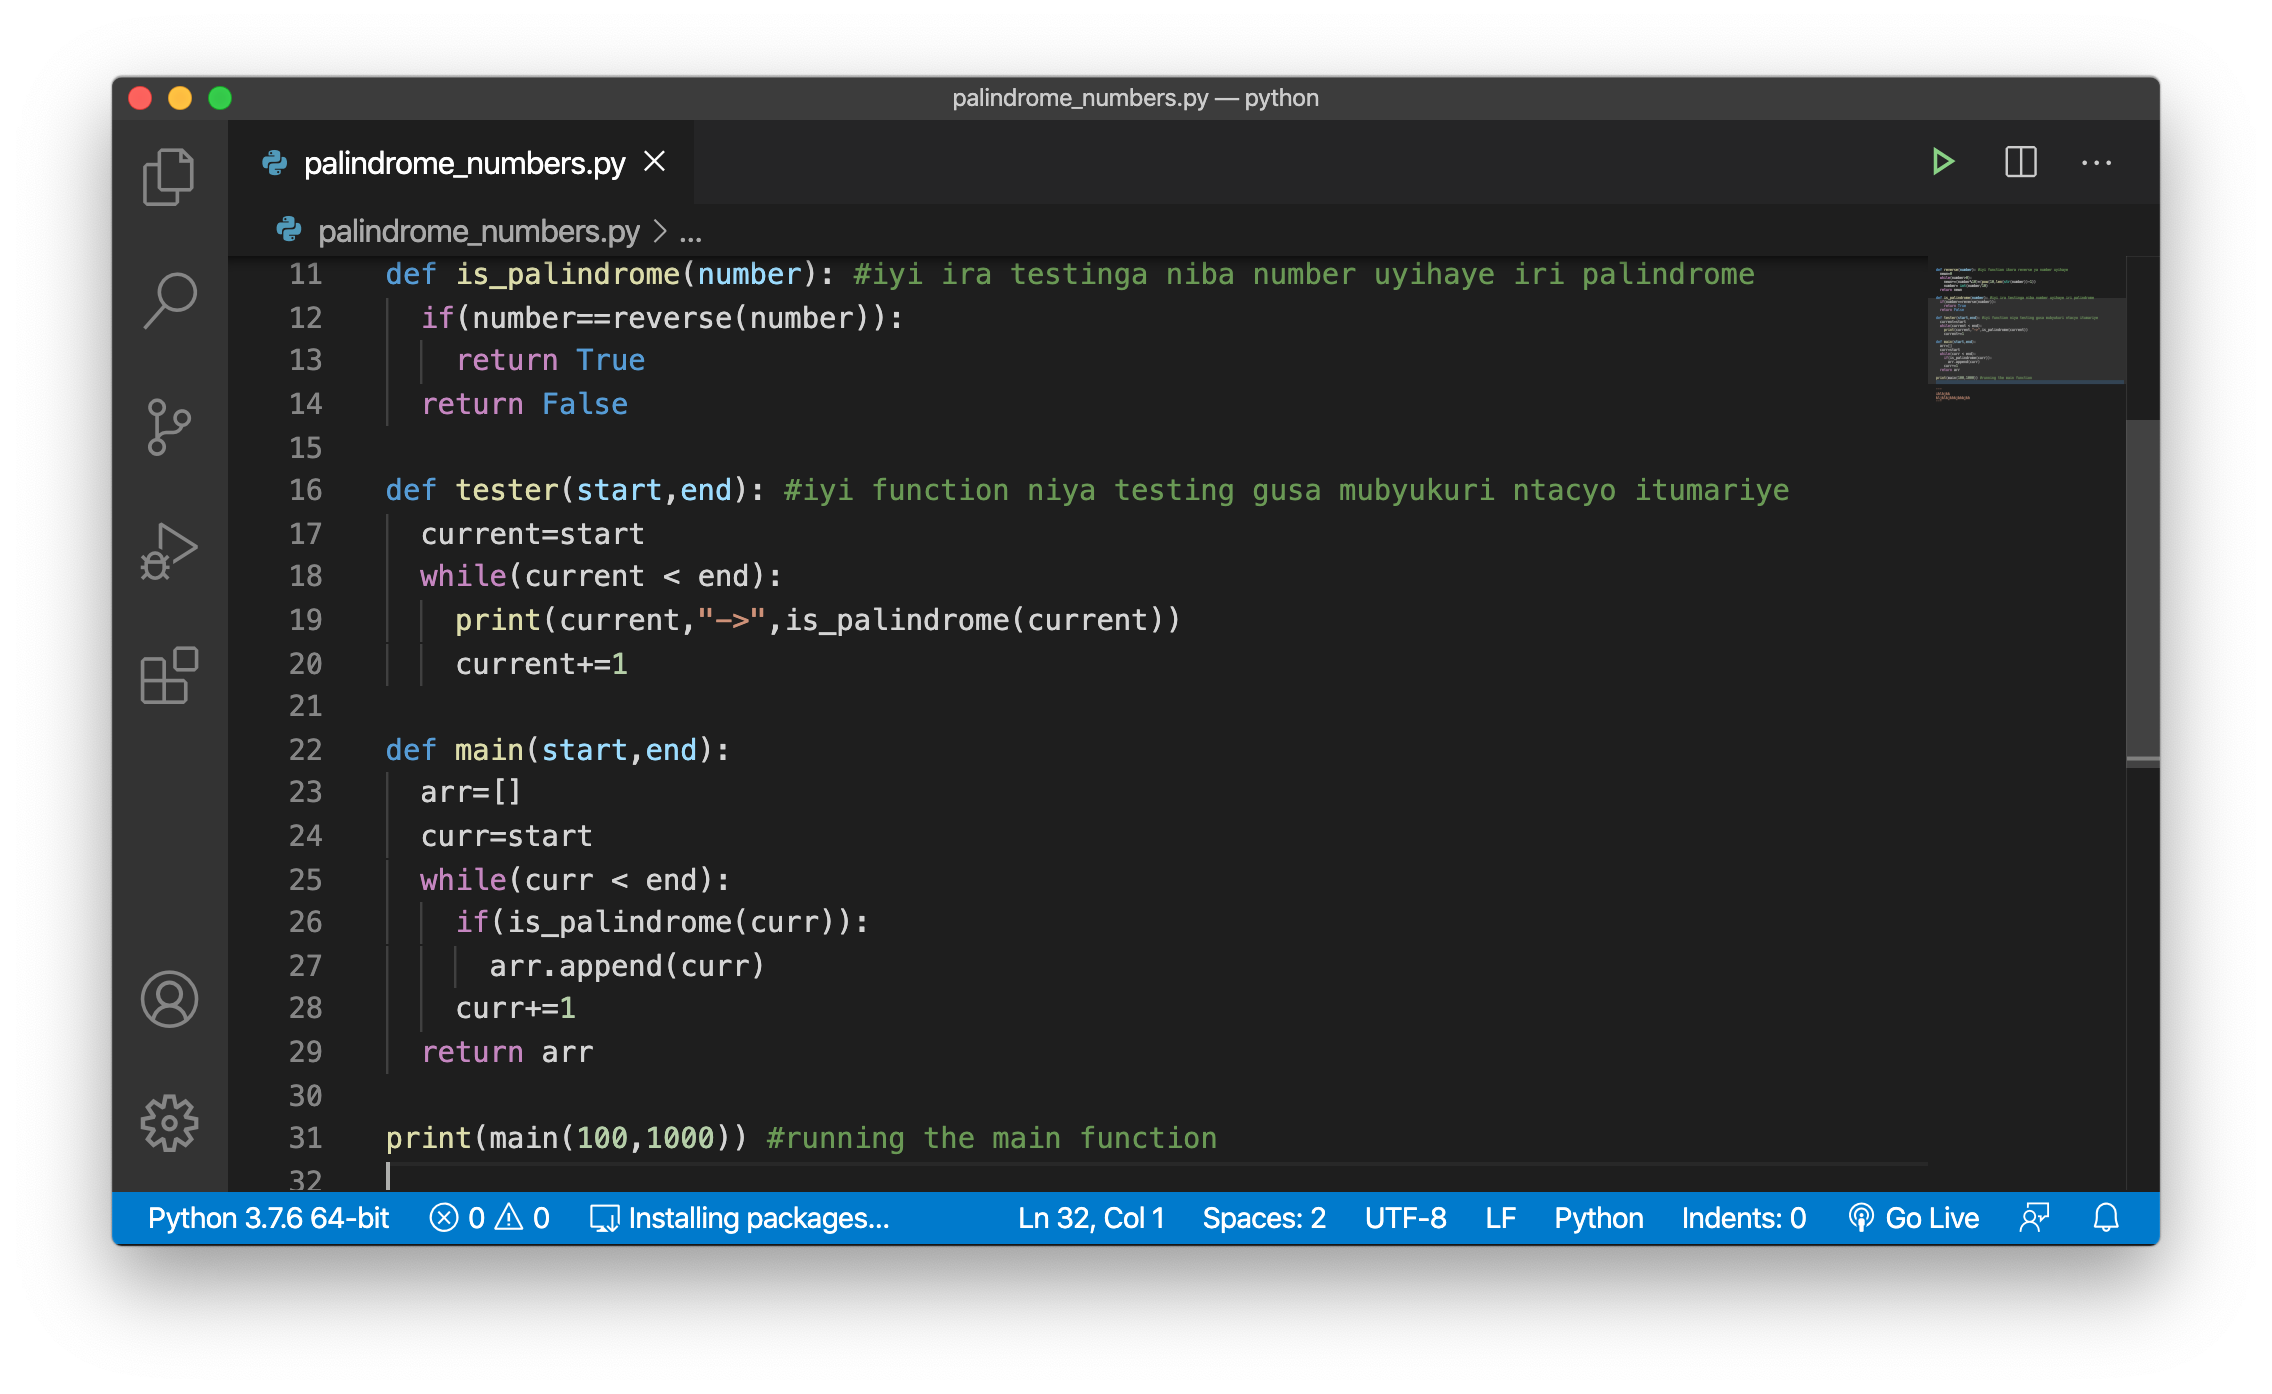 palindrome_numbers.py — python
palindrome_numbers.py
palindrome_numbers.py > ...
11 def is_palindrome(number): #iyi ira testinga niba number uyihaye iri palindrome
12   if(number==reverse(number)):
13     return True
14   return False
15
16 def tester(start,end): #iyi function niya testing gusa mubyukuri ntacyo itumariye
17   current=start
18   while(current < end):
19     print(current,"->",is_palindrome(current))
20     current+=1
21
22 def main(start,end):
23   arr=[]
24   curr=start
25   while(curr < end):
26     if(is_palindrome(curr)):
27       arr.append(curr)
28     curr+=1
29   return arr
30
31 print(main(100,1000)) #running the main function
32
Python 3.7.6 64-bit 0 0 Installing packages... Ln 32, Col 1 Spaces: 2 UTF-8 LF Python Indents: 0 Go Live